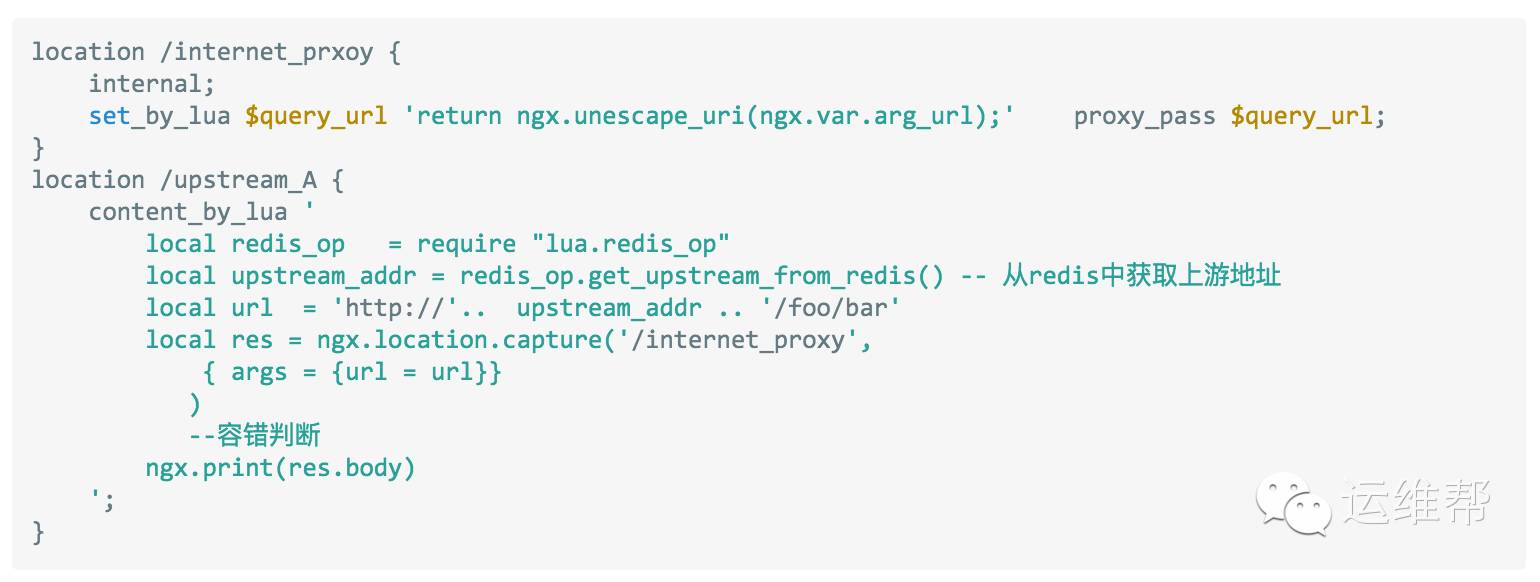 location /internet_prxoy {
    internal;
    set_by_lua $query_url 'return ngx.unescape_uri(ngx.var.arg_url);'    proxy_pass $query_url;
}
location /upstream_A {
    content_by_lua '
        local redis_op   = require "lua.redis_op"
        local upstream_addr = redis_op.get_upstream_from_redis() -- 从redis中获取上游地址
        local url  = 'http://'..  upstream_addr .. '/foo/bar'
        local res = ngx.location.capture('/internet_proxy',
            { args = {url = url}}
           )
           --容错判断
        ngx.print(res.body)
    ';
}
运维帮